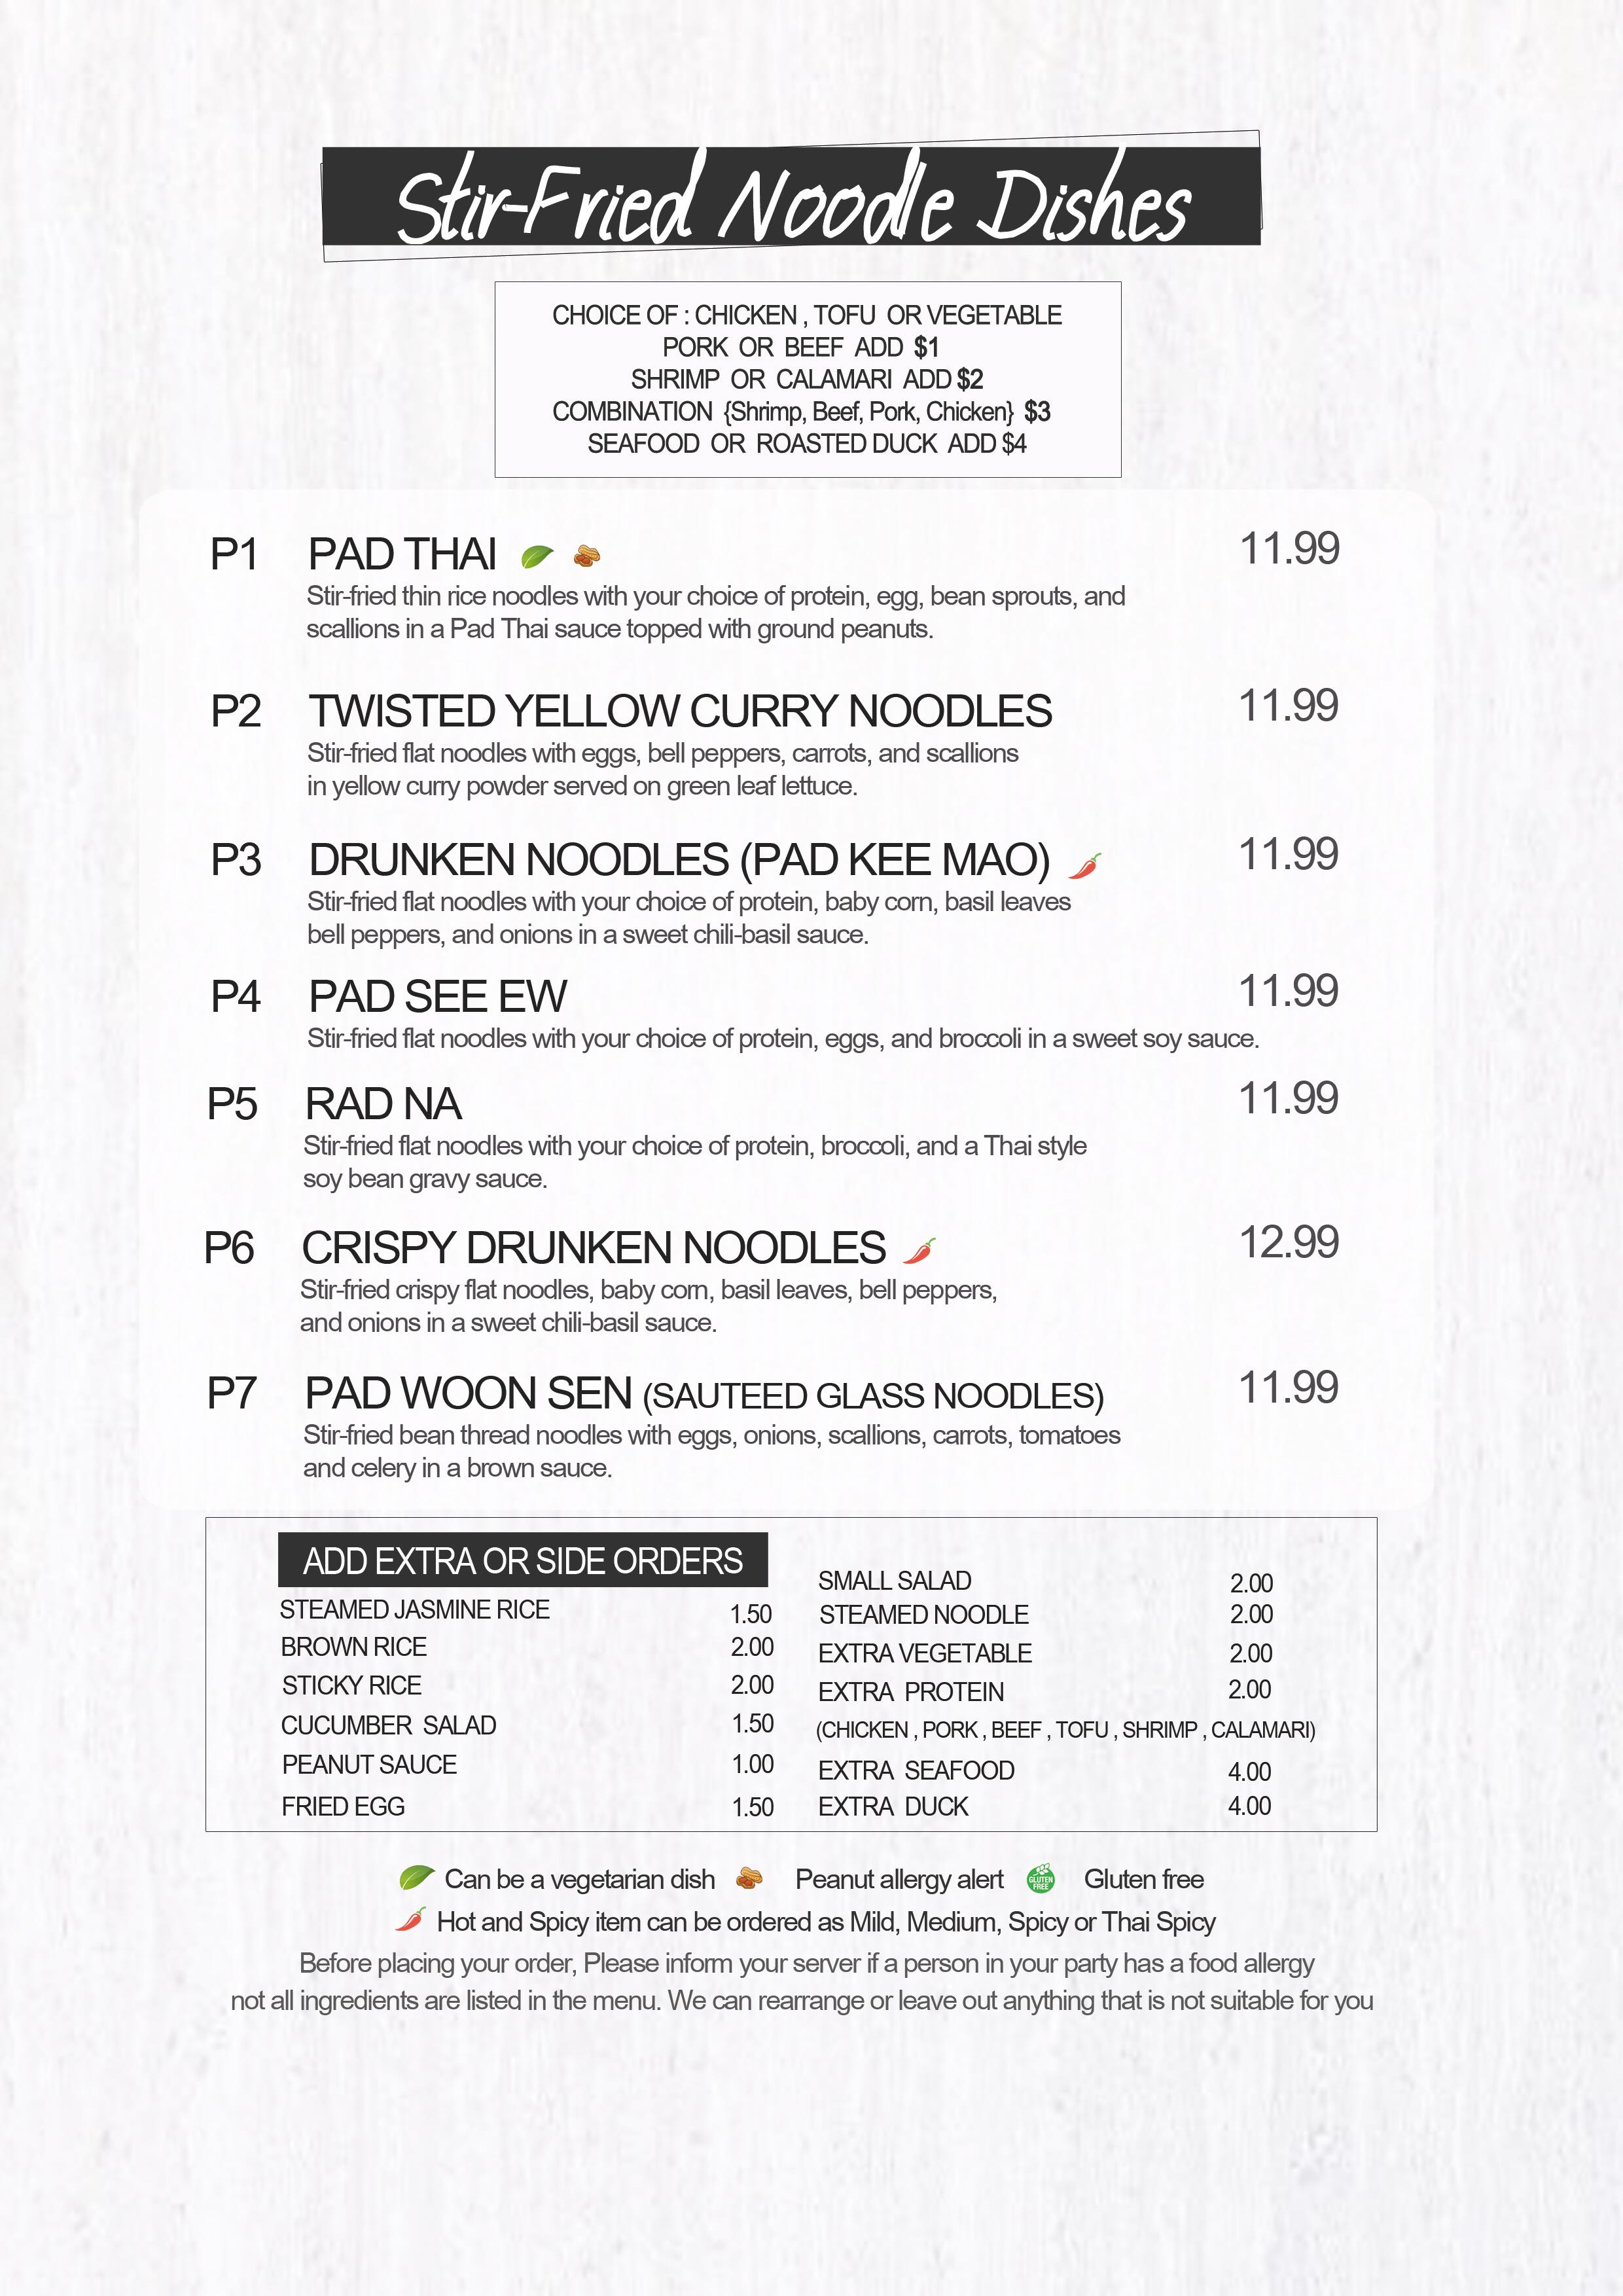 Stir-Fried Noodle Dishes
CHOICE OF : CHICKEN , TOFU OR VEGETABLE
PORK OR BEEF ADD $1
SHRIMP OR CALAMARI ADD $2
COMBINATION {Shrimp, Beef, Pork, Chicken} $3
SEAFOOD OR ROASTED DUCK ADD $4
P1 PAD THAI 11.99
Stir-fried thin rice noodles with your choice of protein, egg, bean sprouts, and
scallions in a Pad Thai sauce topped with ground peanuts.
P2 TWISTED YELLOW CURRY NOODLES 11.99
Stir-fried flat noodles with eggs, bell peppers, carrots, and scallions
in yellow curry powder served on green leaf lettuce.
P3 DRUNKEN NOODLES (PAD KEE MAO) 11.99
Stir-fried flat noodles with your choice of protein, baby corn, basil leaves
bell peppers, and onions in a sweet chili-basil sauce.
P4 PAD SEE EW 11.99
Stir-fried flat noodles with your choice of protein, eggs, and broccoli in a sweet soy sauce.
P5 RAD NA 11.99
Stir-fried flat noodles with your choice of protein, broccoli, and a Thai style
soy bean gravy sauce.
P6 CRISPY DRUNKEN NOODLES 12.99
Stir-fried crispy flat noodles, baby corn, basil leaves, bell peppers,
and onions in a sweet chili-basil sauce.
P7 PAD WOON SEN (SAUTEED GLASS NOODLES) 11.99
Stir-fried bean thread noodles with eggs, onions, scallions, carrots, tomatoes
and celery in a brown sauce.
ADD EXTRA OR SIDE ORDERS
STEAMED JASMINE RICE 1.50
BROWN RICE 2.00
STICKY RICE 2.00
CUCUMBER SALAD 1.50
PEANUT SAUCE 1.00
FRIED EGG 1.50
SMALL SALAD 2.00
STEAMED NOODLE 2.00
EXTRA VEGETABLE 2.00
EXTRA PROTEIN 2.00
(CHICKEN , PORK , BEEF , TOFU , SHRIMP , CALAMARI)
EXTRA SEAFOOD 4.00
EXTRA DUCK 4.00
Can be a vegetarian dish Peanut allergy alert GLUTEN FREE Gluten free
Hot and Spicy item can be ordered as Mild, Medium, Spicy or Thai Spicy
Before placing your order, Please inform your server if a person in your party has a food allergy
not all ingredients are listed in the menu. We can rearrange or leave out anything that is not suitable for you